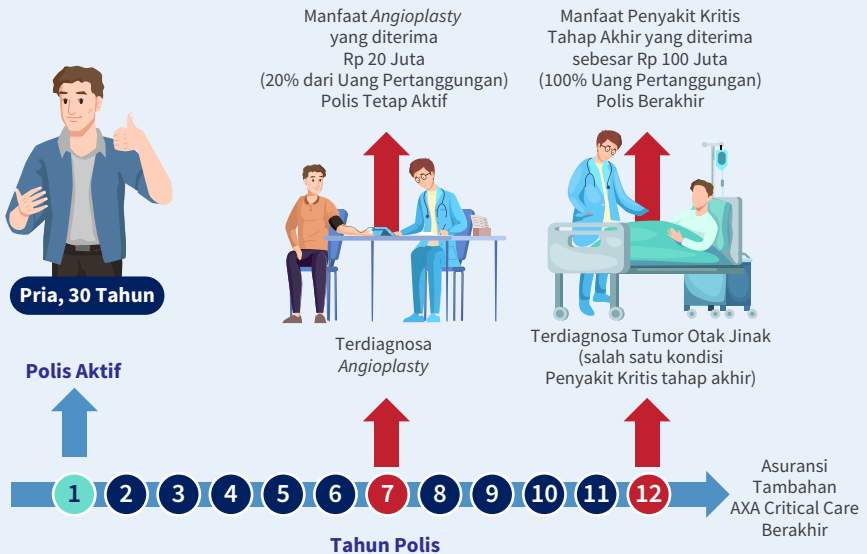 Manfaat Angioplasty
yang diterima
Rp 20 Juta
(20% dari Uang Pertanggungan)
Polis Tetap Aktif
Manfaat Penyakit Kritis
Tahap Akhir yang diterima
sebesar Rp 100 Juta
(100% Uang Pertanggungan)
Polis Berakhir
Pria, 30 Tahun
Terdiagnosa
Angioplasty
Terdiagnosa Tumor Otak Jinak
(salah satu kondisi
Penyakit Kritis tahap akhir)
Polis Aktif
1 2 3 4 5 6 7 8 9 10 11 12
Asuransi
Tambahan
AXA Critical Care
Berakhir
Tahun Polis